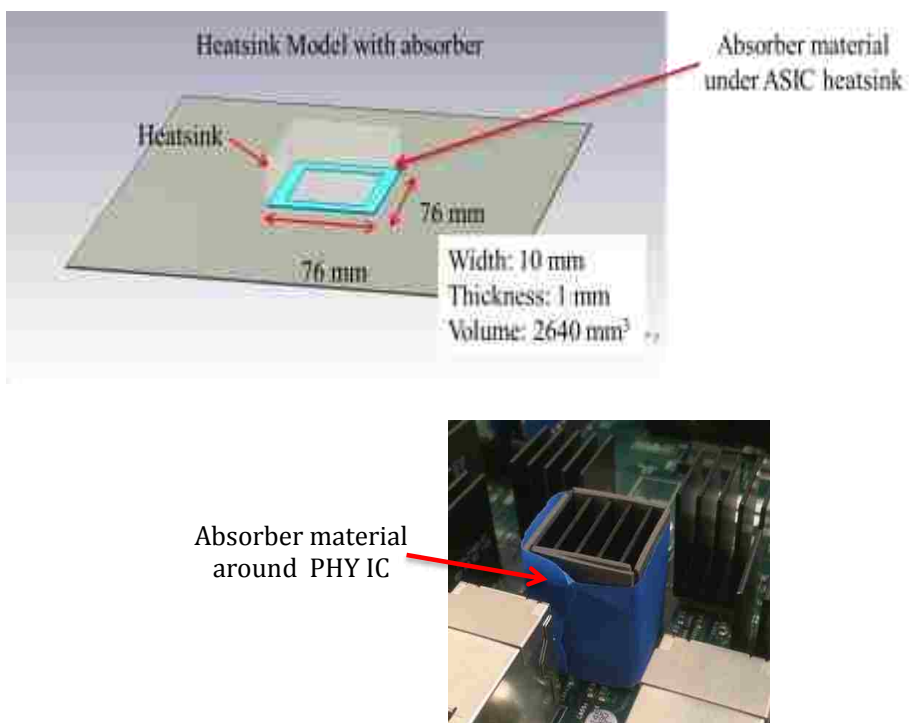 Heatsink Model with absorber
Absorber material
under ASIC heatsink
Heatsink
76 mm
76 mm
Width: 10 mm
Thickness: 1 mm
Volume: 2640 mm³
Absorber material
around PHY IC